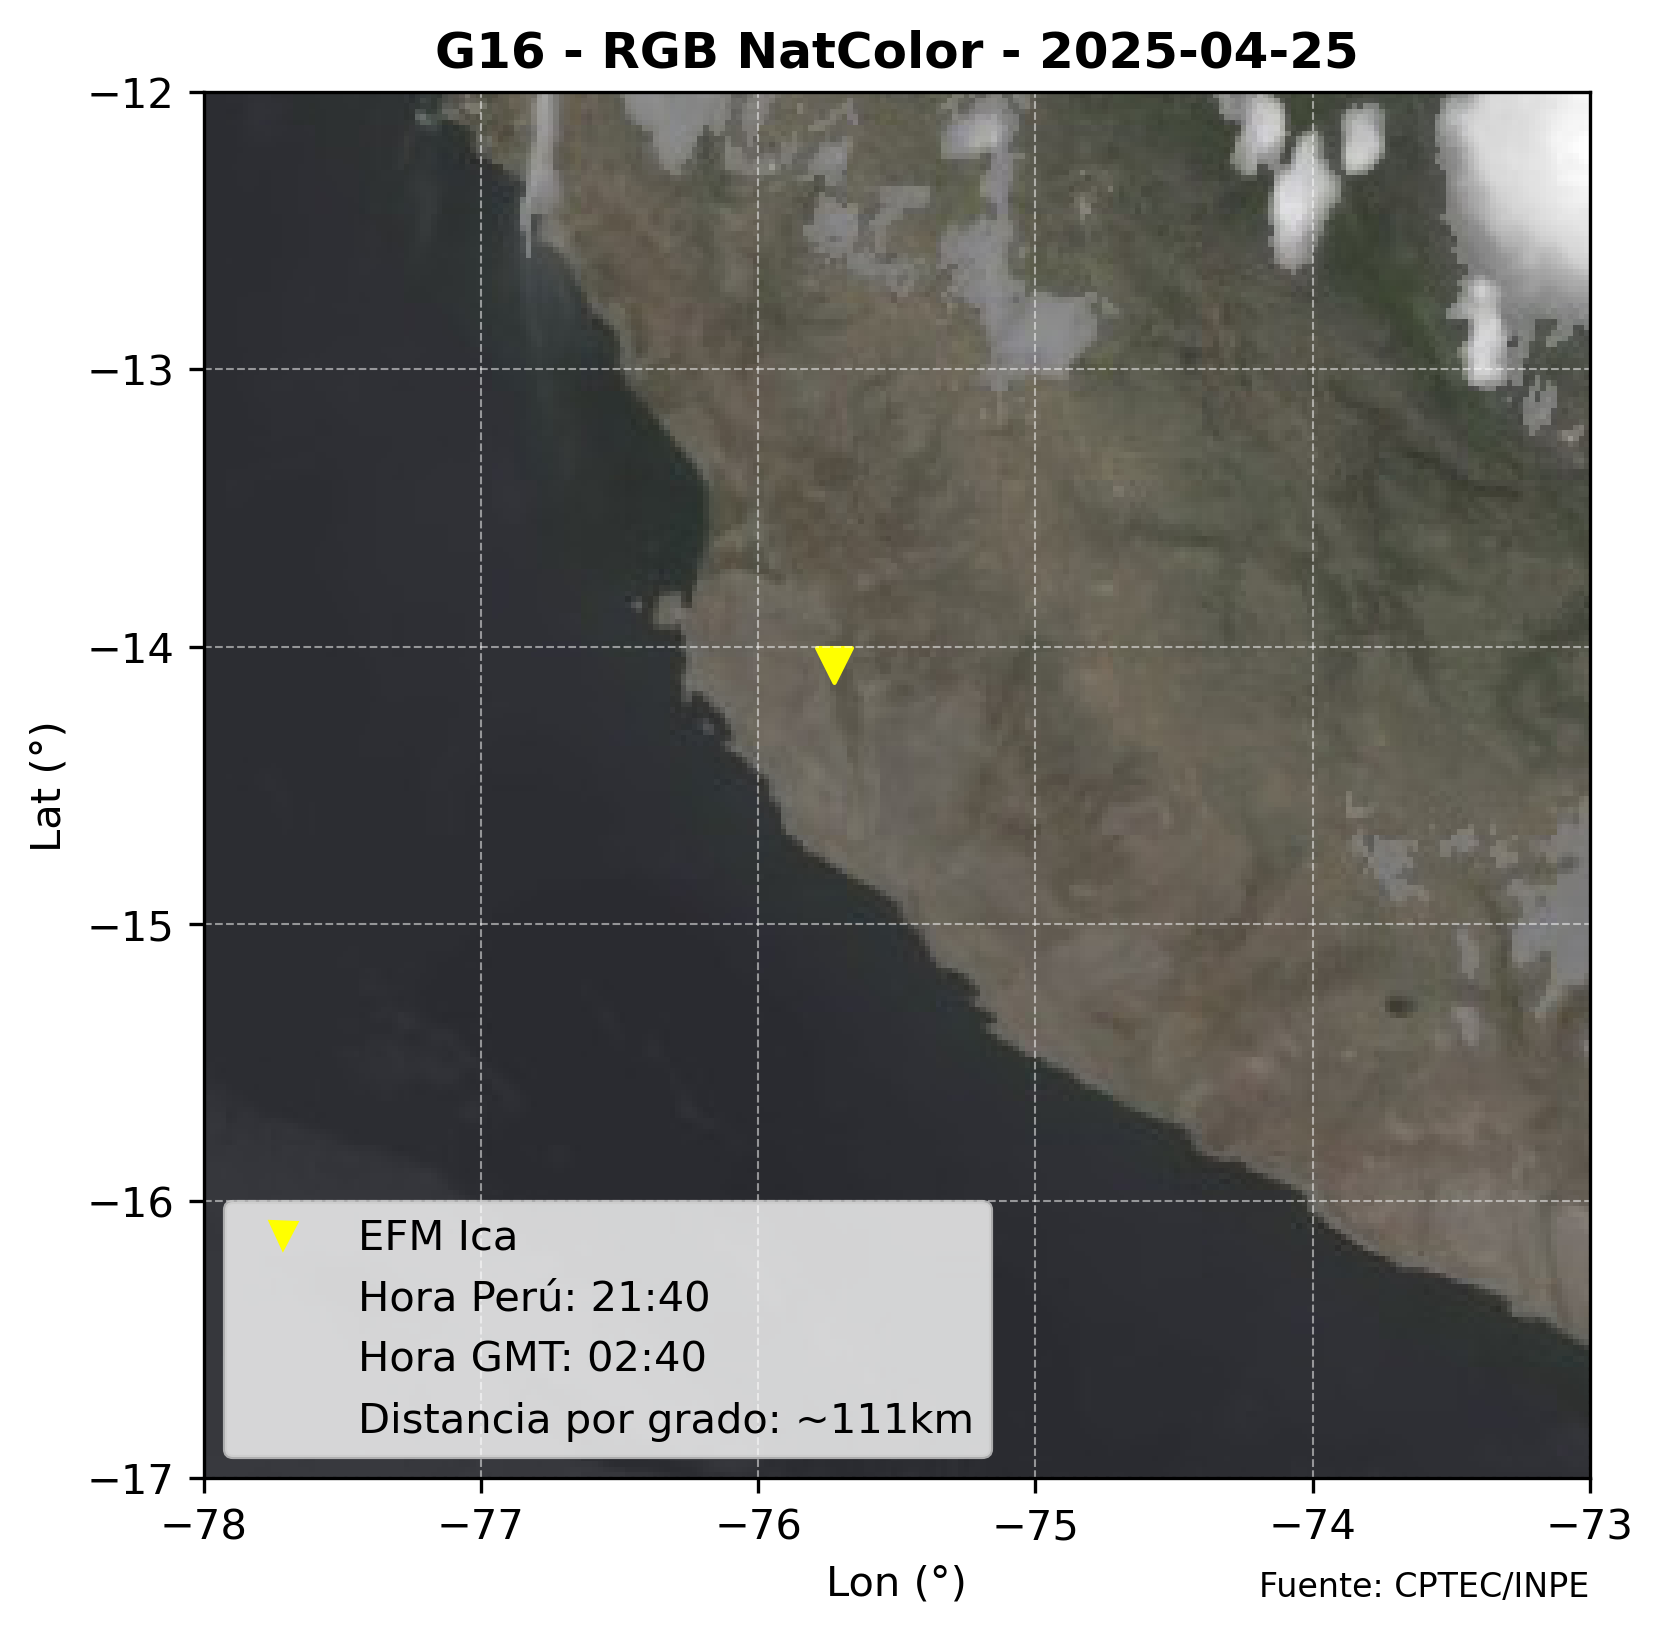 G16 - RGB NatColor - 2025-04-25
−12
−13
−14
−15
−16
−17
Lat (°)
EFM Ica
Hora Perú: 21:40
Hora GMT: 02:40
Distancia por grado: ~111km
−78 −77 −76 −75 −74 −73
Lon (°)
Fuente: CPTEC/INPE